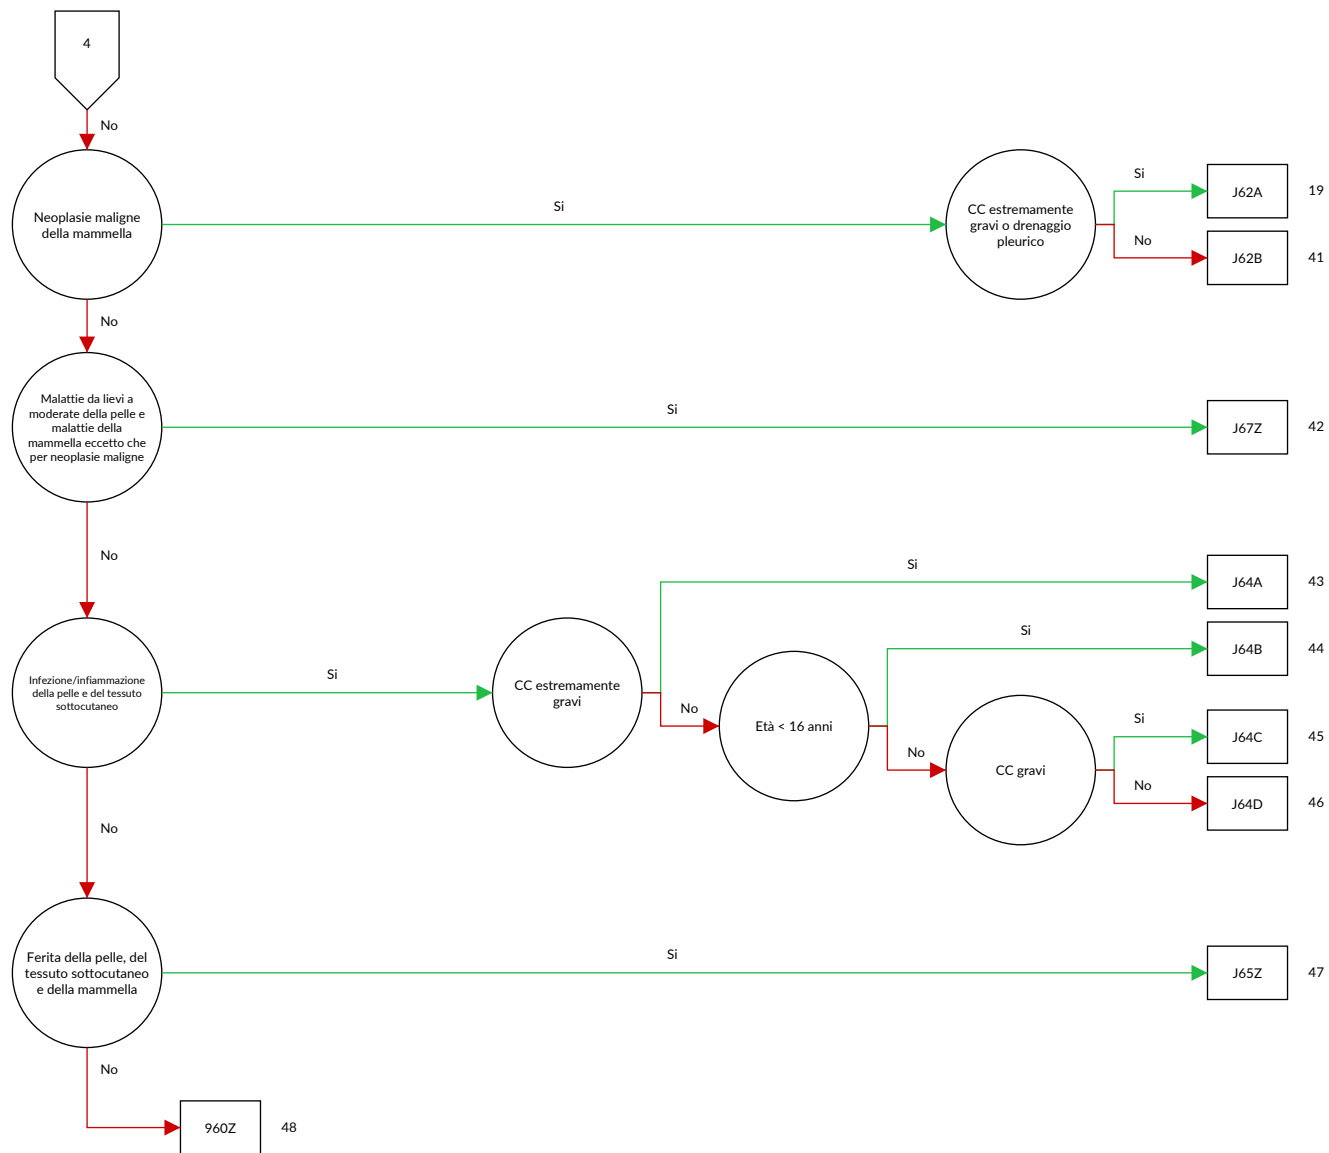 4
No
Neoplasie maligne
della mammella
Si
CC estremamente
gravi o drenaggio
pleurico
Si
J62A
19
No
J62B
41
No
Malattie da lievi a
moderate della pelle e
malattie della
mammella eccetto che
per neoplasie maligne
Si
J67Z
42
No
Infezione/infiammazione
della pelle e del tessuto
sottocutaneo
Si
CC estremamente
gravi
Si
J64A
43
No
Età < 16 anni
Si
J64B
44
No
CC gravi
Si
J64C
45
No
J64D
46
No
Ferita della pelle, del
tessuto sottocutaneo
e della mammella
Si
J65Z
47
No
960Z
48